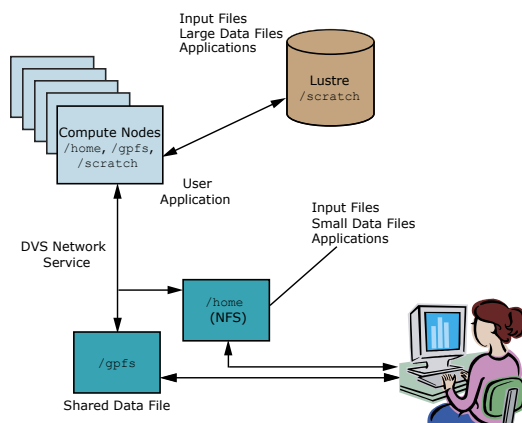 Input Files
Large Data Files
Applications
Lustre
/scratch
Compute Nodes
/home, /gpfs,
/scratch
User
Application
Input Files
Small Data Files
Applications
DVS Network
Service
/home
(NFS)
/gpfs
Shared Data File